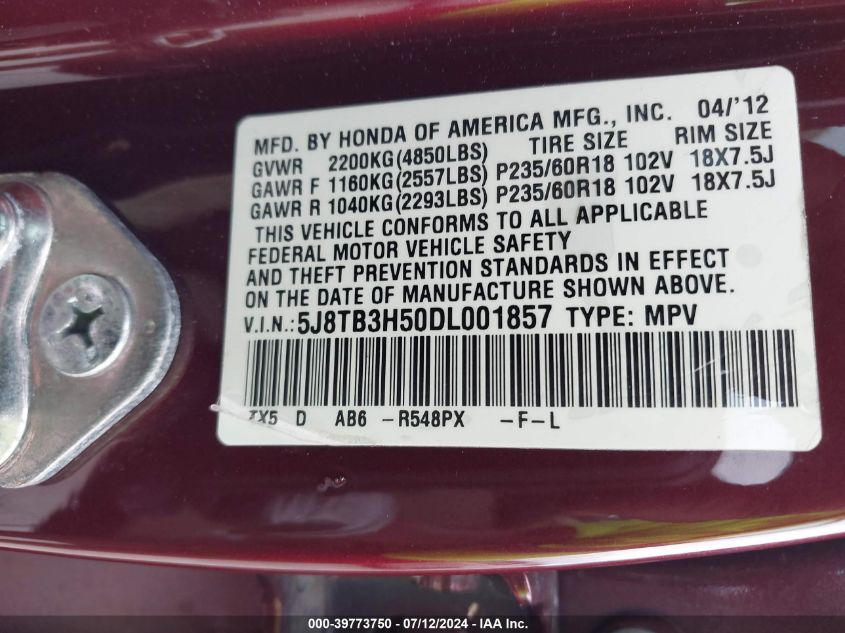 MFD. BY HONDA OF AMERICA MFG., INC. 04/'12
GVWR 2200KG(4850LBS) TIRE SIZE RIM SIZE
GAWR F 1160KG(2557LBS) P235/60R18 102V 18X7.5J
GAWR R 1040KG(2293LBS) P235/60R18 102V 18X7.5J
THIS VEHICLE CONFORMS TO ALL APPLICABLE
FEDERAL MOTOR VEHICLE SAFETY
AND THEFT PREVENTION STANDARDS IN EFFECT
ON THE DATE OF MANUFACTURE SHOWN ABOVE.
V.I.N.: 5J8TB3H50DL001857 TYPE: MPV
TX5 D AB6 -R548PX -F-L
000-39773750 - 07/12/2024 - IAAI - COPART INC.